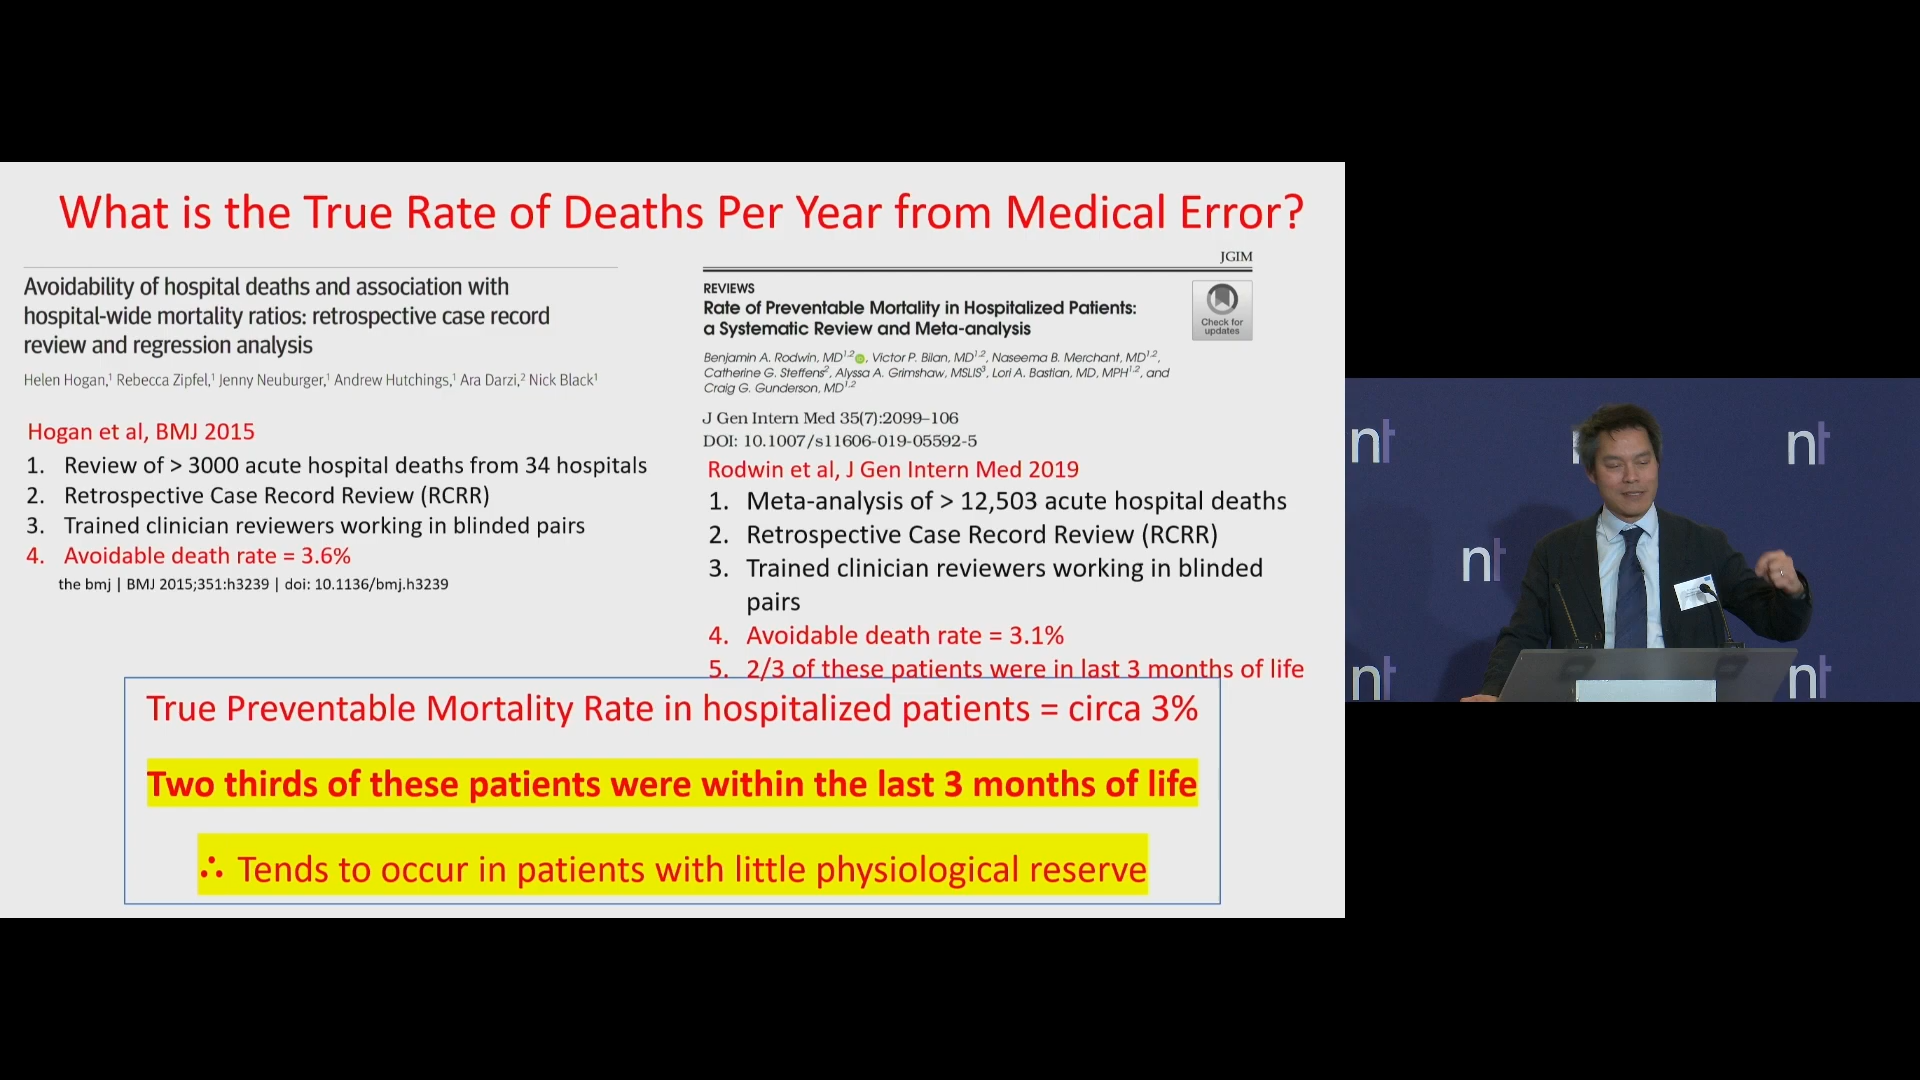 What is the True Rate of Deaths Per Year from Medical Error?
Avoidability of hospital deaths and association with
hospital-wide mortality ratios: retrospective case record
review and regression analysis
Helen Hogan,¹ Rebecca Zipfel,¹ Jenny Neuburger,¹ Andrew Hutchings,¹ Ara Darzi,² Nick Black¹
Hogan et al, BMJ 2015
1. Review of > 3000 acute hospital deaths from 34 hospitals
2. Retrospective Case Record Review (RCRR)
3. Trained clinician reviewers working in blinded pairs
4. Avoidable death rate = 3.6%
the bmj | BMJ 2015;351:h3239 | doi: 10.1136/bmj.h3239
JGIM
REVIEWS
Rate of Preventable Mortality in Hospitalized Patients:
a Systematic Review and Meta-analysis
Check for
updates
Benjamin A. Rodwin, MD¹,², Victor P. Bilan, MD¹,², Naseema B. Merchant, MD¹,²,
Catherine G. Steffens², Alyssa A. Grimshaw, MSLIS³, Lori A. Bastian, MD, MPH¹,², and
Craig G. Gunderson, MD¹,²
J Gen Intern Med 35(7):2099–106
DOI: 10.1007/s11606-019-05592-5
Rodwin et al, J Gen Intern Med 2019
1. Meta-analysis of > 12,503 acute hospital deaths
2. Retrospective Case Record Review (RCRR)
3. Trained clinician reviewers working in blinded
pairs
4. Avoidable death rate = 3.1%
5. 2/3 of these patients were in last 3 months of life
True Preventable Mortality Rate in hospitalized patients = circa 3%
Two thirds of these patients were within the last 3 months of life
∴ Tends to occur in patients with little physiological reserve
nt
nt
nt
nt
nt